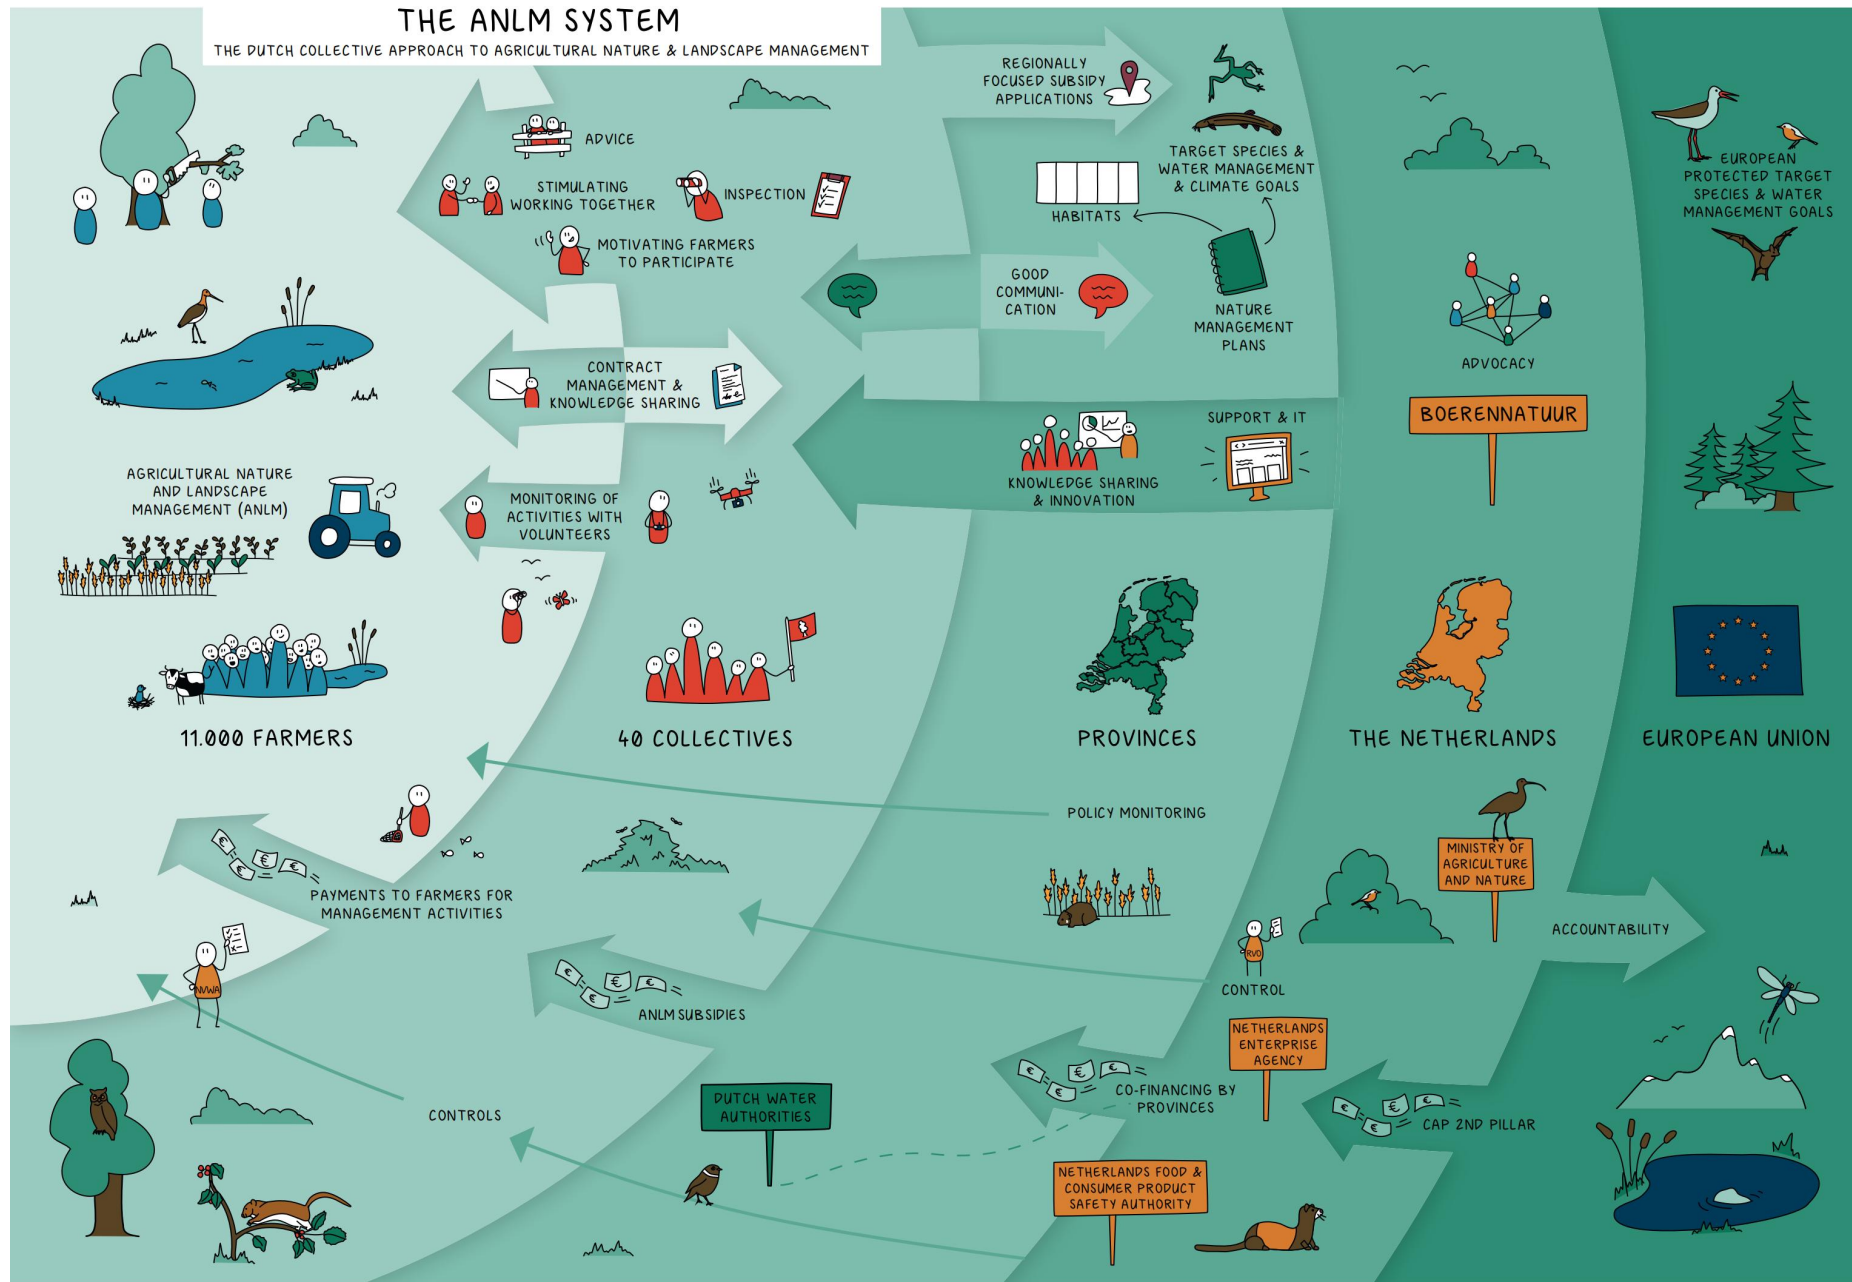 THE ANLM SYSTEM
THE DUTCH COLLECTIVE APPROACH TO AGRICULTURAL NATURE & LANDSCAPE MANAGEMENT
ADVICE
STIMULATING
WORKING TOGETHER
INSPECTION
MOTIVATING FARMERS
TO PARTICIPATE
CONTRACT
MANAGEMENT &
KNOWLEDGE SHARING
MONITORING OF
ACTIVITIES WITH
VOLUNTEERS
AGRICULTURAL NATURE
AND LANDSCAPE
MANAGEMENT (ANLM)
REGIONALLY
FOCUSED SUBSIDY
APPLICATIONS
TARGET SPECIES &
WATER MANAGEMENT
& CLIMATE GOALS
HABITATS
GOOD
COMMUNI-
CATION
NATURE
MANAGEMENT
PLANS
KNOWLEDGE SHARING
& INNOVATION
SUPPORT & IT
ADVOCACY
BOERENNATUUR
EUROPEAN
PROTECTED TARGET
SPECIES & WATER
MANAGEMENT GOALS
11.000 FARMERS
40 COLLECTIVES
PROVINCES
THE NETHERLANDS
EUROPEAN UNION
POLICY MONITORING
MINISTRY OF
AGRICULTURE
AND NATURE
ACCOUNTABILITY
PAYMENTS TO FARMERS FOR
MANAGEMENT ACTIVITIES
€
€
€
€
NVWA
RVO
CONTROL
€
€
€
€
ANLM SUBSIDIES
NETHERLANDS
ENTERPRISE
AGENCY
€
€
€
€
CO-FINANCING BY
PROVINCES
€
€
€
€
CAP 2ND PILLAR
CONTROLS
DUTCH WATER
AUTHORITIES
NETHERLANDS FOOD &
CONSUMER PRODUCT
SAFETY AUTHORITY